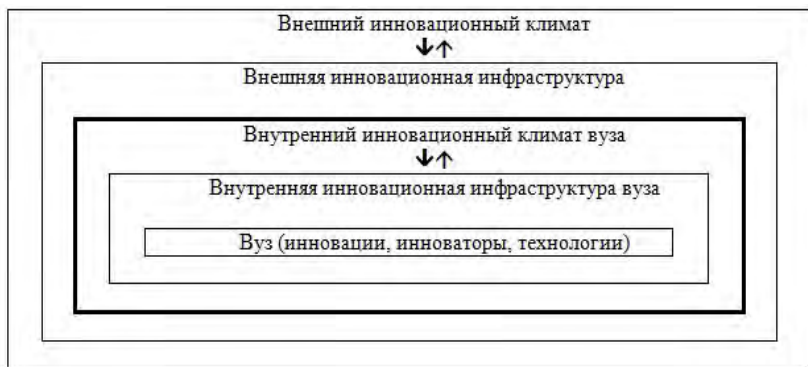 Внешний инновационный климат
↓↑
Внешняя инновационная инфраструктура
Внутренний инновационный климат вуза
↓↑
Внутренняя инновационная инфраструктура вуза
Вуз (инновации, инноваторы, технологии)